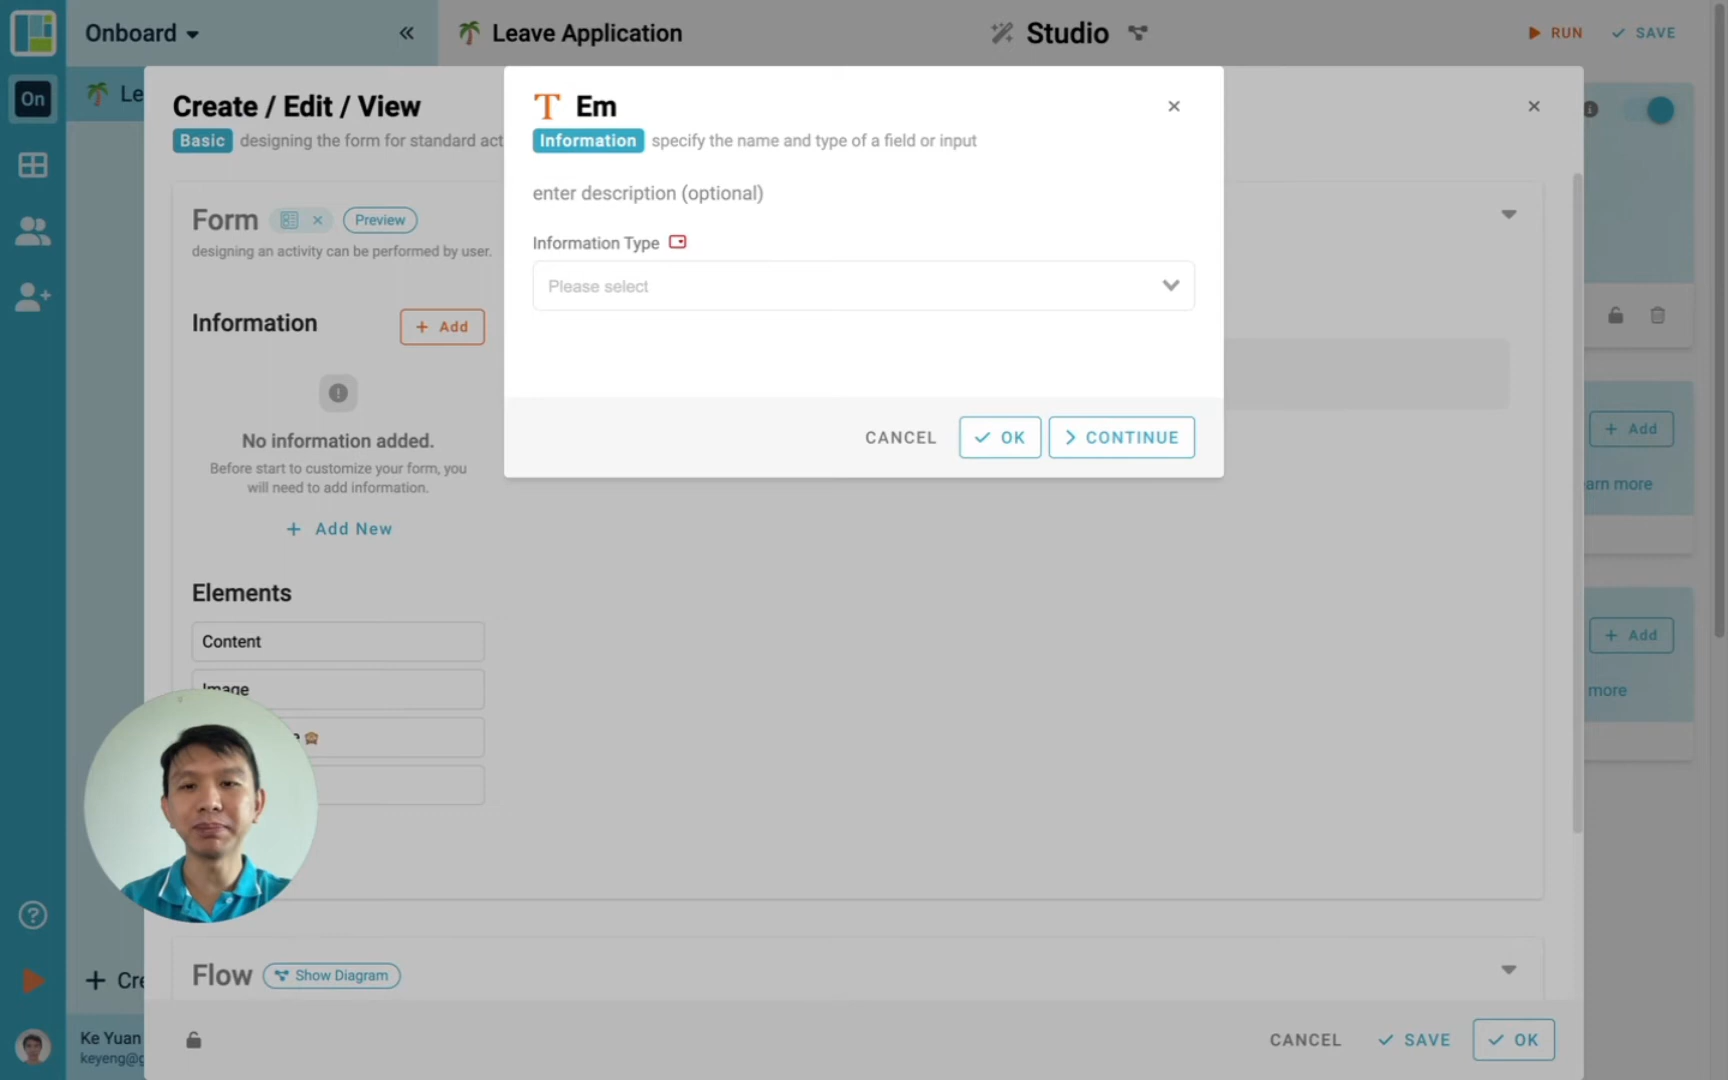 Onboard
Leave Application
Studio
RUN
SAVE
On
Le
Create / Edit / View
Basic designing the form for standard act
T Em
Information specify the name and type of a field or input
enter description (optional)
Information Type
Please select
CANCEL
OK
CONTINUE
Form
Preview
designing an activity can be performed by user.
Information
+ Add
No information added.
Before start to customize your form, you
will need to add information.
+ Add New
Elements
Content
Image
+ Add
earn more
+ Add
more
Flow
Show Diagram
+ Cre
Ke Yuan
keyeng@g
CANCEL
SAVE
OK